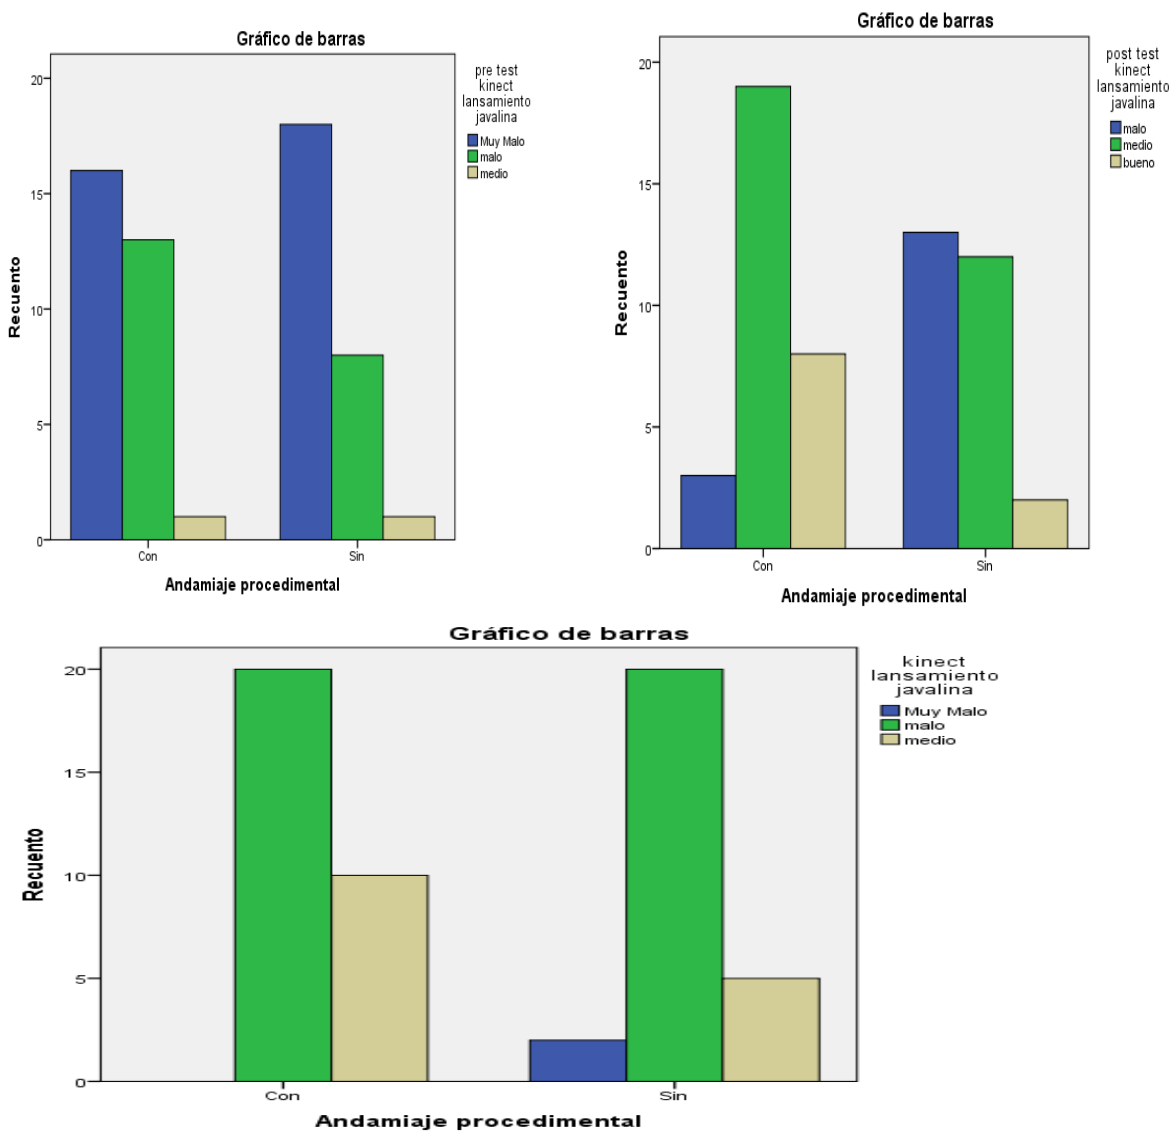 Gráfico de barras
pre test
kinect
lansamiento
javalina
Muy Malo
malo
medio
Recuento
20
15
10
5
0
Con
Sin
Andamiaje procedimental
Gráfico de barras
post test
kinect
lansamiento
javalina
malo
medio
bueno
Recuento
20
15
10
5
0
Con
Sin
Andamiaje procedimental
Gráfico de barras
kinect
lansamiento
javalina
Muy Malo
malo
medio
Recuento
20
15
10
5
0
Con
Sin
Andamiaje procedimental